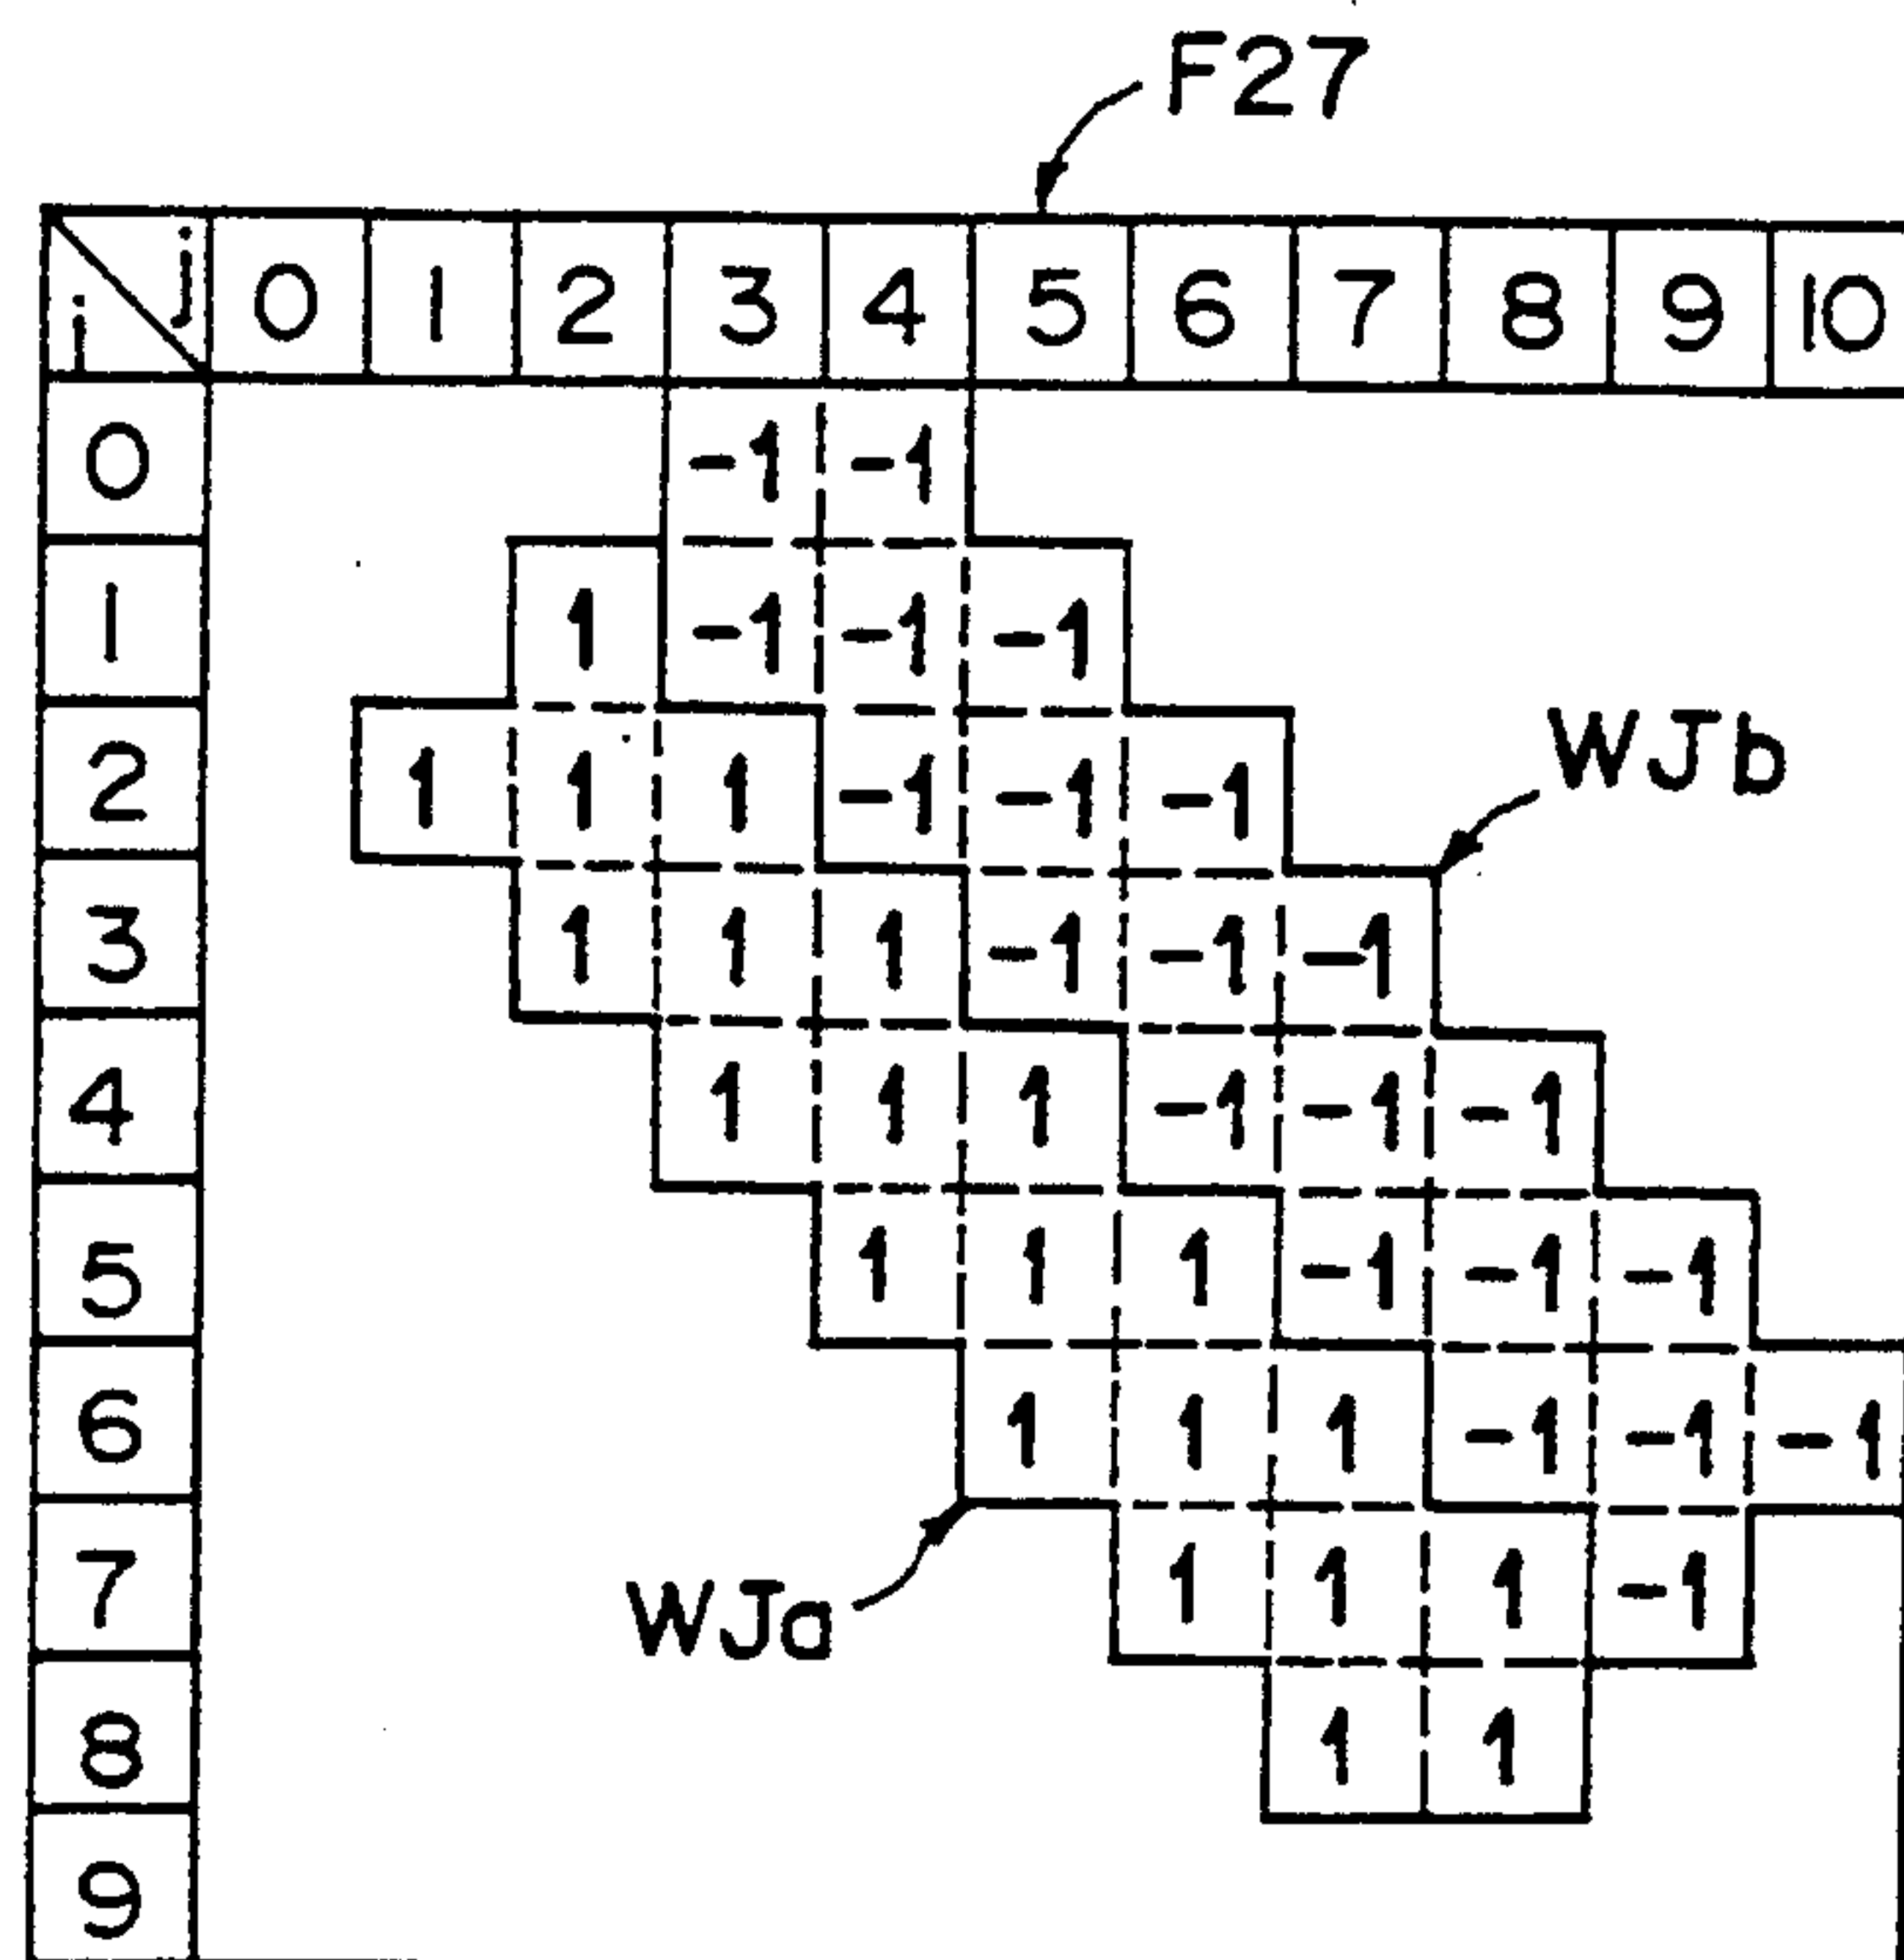 F27
i j 0 1 2 3 4 5 6 7 8 9 10
0 -1 -1
1 1 -1 -1 -1
2 1 1 1 -1 -1 -1
WJb
3 1 1 1 -1 -1 -1
4 1 1 1 -1 -1 -1
5 1 1 1 -1 -1 -1
6 1 1 1 -1 -1 -1
7 1 1 1 -1
WJa
8 1 1
9